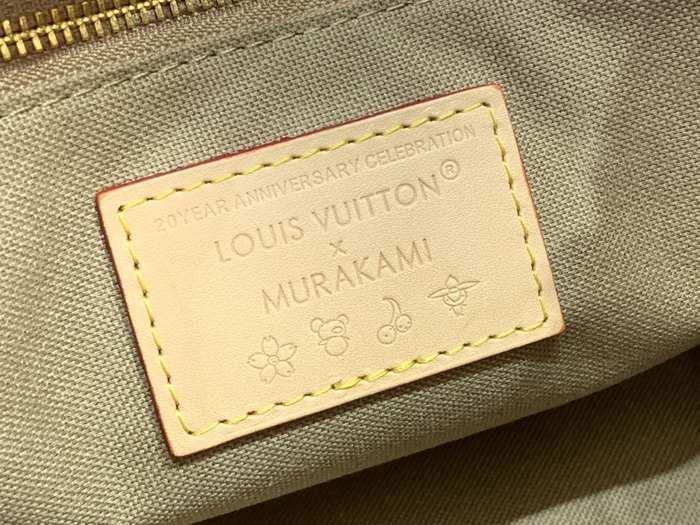 20YEAR ANNIVERSARY CELEBRATION
LOUIS VUITTON®
×
MURAKAMI